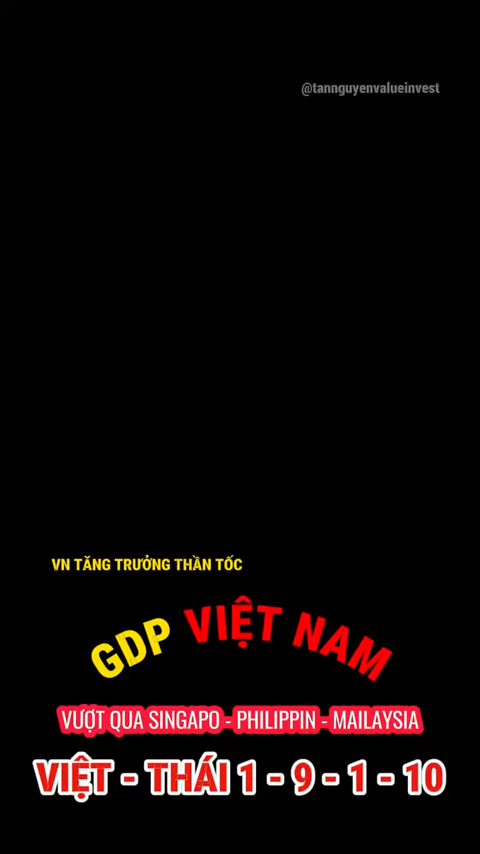 @tannguyenvalueinvest
VN TĂNG TRƯỞNG THẦN TỐC
GDP VIỆT NAM
VƯỢT QUA SINGAPO - PHILIPPIN - MAILAYSIA
VIỆT - THÁI 1 - 9 - 1 - 10